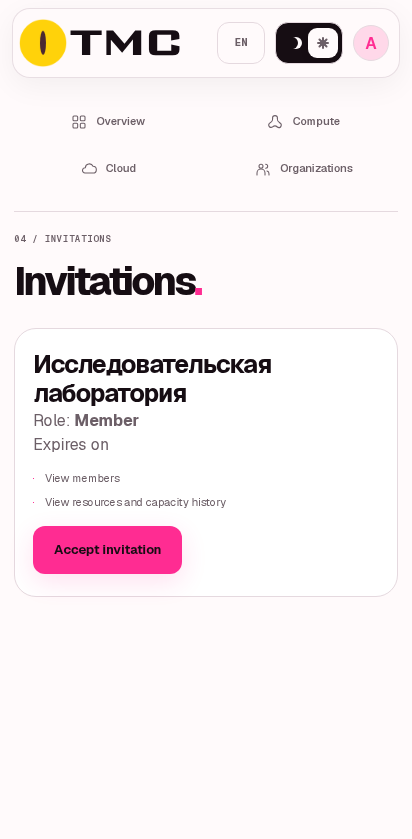 TMC
EN
A
Overview
Compute
Cloud
Organizations
04 / INVITATIONS
Invitations.
Исследовательская
лаборатория
Role: Member
Expires on
· View members
· View resources and capacity history
Accept invitation